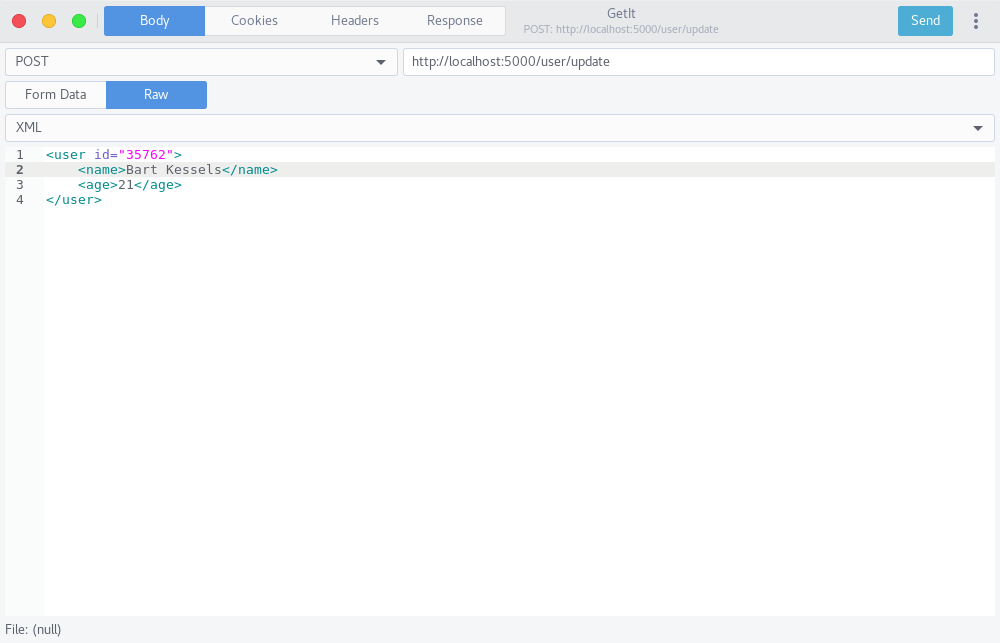 Body Cookies Headers Response GetIt Send
POST: http://localhost:5000/user/update
POST http://localhost:5000/user/update
Form Data Raw
XML
1 <user id="35762">
2     <name>Bart Kessels</name>
3     <age>21</age>
4 </user>
File: (null)